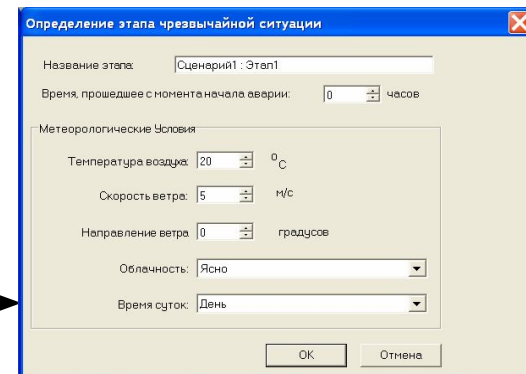 Определение этапа чрезвычайной ситуации
Название этапа: Сценарий1 : Этап1
Время, прошедшее с момента начала аварии: 0 часов
Метеорологические Условия
Температура воздуха: 20 °C
Скорость ветра: 5 м/с
Направление ветра 0 градусов
Облачность: Ясно
Время суток: День
OK Отмена